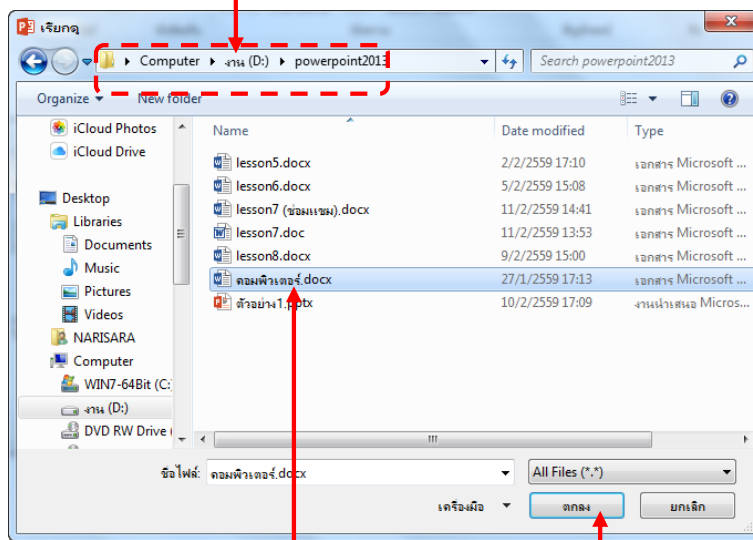 เรียกดู
Computer งาน (D:) powerpoint2013
Search powerpoint2013
Organize New folder
iCloud Photos
iCloud Drive
Desktop
Libraries
Documents
Music
Pictures
Videos
NARISARA
Computer
WIN7-64Bit (C:
งาน (D:)
DVD RW Drive (
Name Date modified Type
lesson5.docx 2/2/2559 17:10 เอกสาร Microsoft ...
lesson6.docx 5/2/2559 15:08 เอกสาร Microsoft ...
lesson7 (ซ่อมแซม).docx 11/2/2559 14:41 เอกสาร Microsoft ...
lesson7.doc 11/2/2559 13:53 เอกสาร Microsoft ...
lesson8.docx 9/2/2559 15:00 เอกสาร Microsoft ...
คอมพิวเตอร์.docx 27/1/2559 17:13 เอกสาร Microsoft ...
ตัวอย่าง1.pptx 10/2/2559 17:09 งานนำเสนอ Micros...
ชื่อไฟล์: คอมพิวเตอร์.docx All Files (*.*)
เครื่องมือ ตกลง ยกเลิก